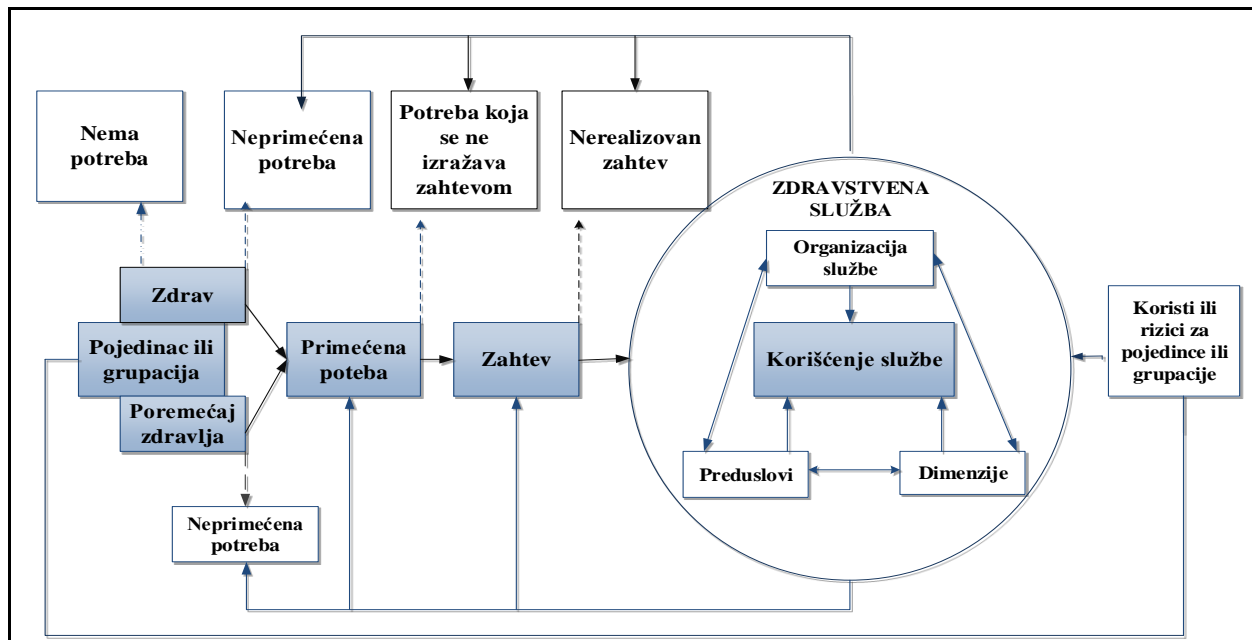 Nema
potreba
Neprimećena
potreba
Potreba koja
se ne
izražava
zahtevom
Nerealizovan
zahtev
ZDRAVSTVENA
SLUŽBA
Organizacija
službe
Zdrav
Pojedinac ili
grupacija
Poremećaj
zdravlja
Primećena
poteba
Zahtev
Korišćenje službe
Koristi ili
rizici za
pojedince ili
grupacije
Preduslovi
Dimenzije
Neprimećena
potreba